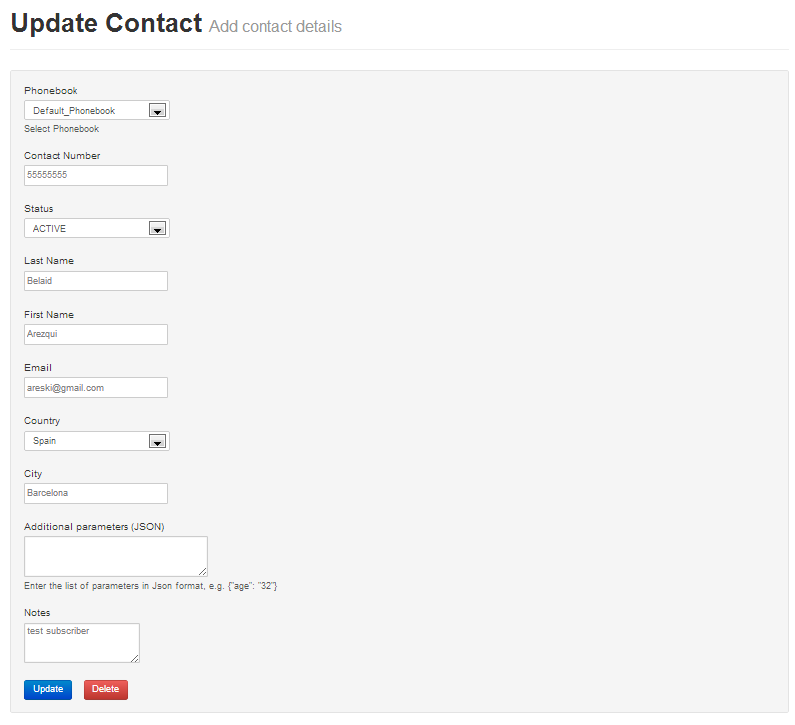 Update Contact Add contact details
Phonebook
Default_Phonebook
Select Phonebook
Contact Number
55555555
Status
ACTIVE
Last Name
Belaid
First Name
Arezqui
Email
areski@gmail.com
Country
Spain
City
Barcelona
Additional parameters (JSON)
Enter the list of parameters in Json format, e.g. {"age": "32"}
Notes
test subscriber
Update Delete